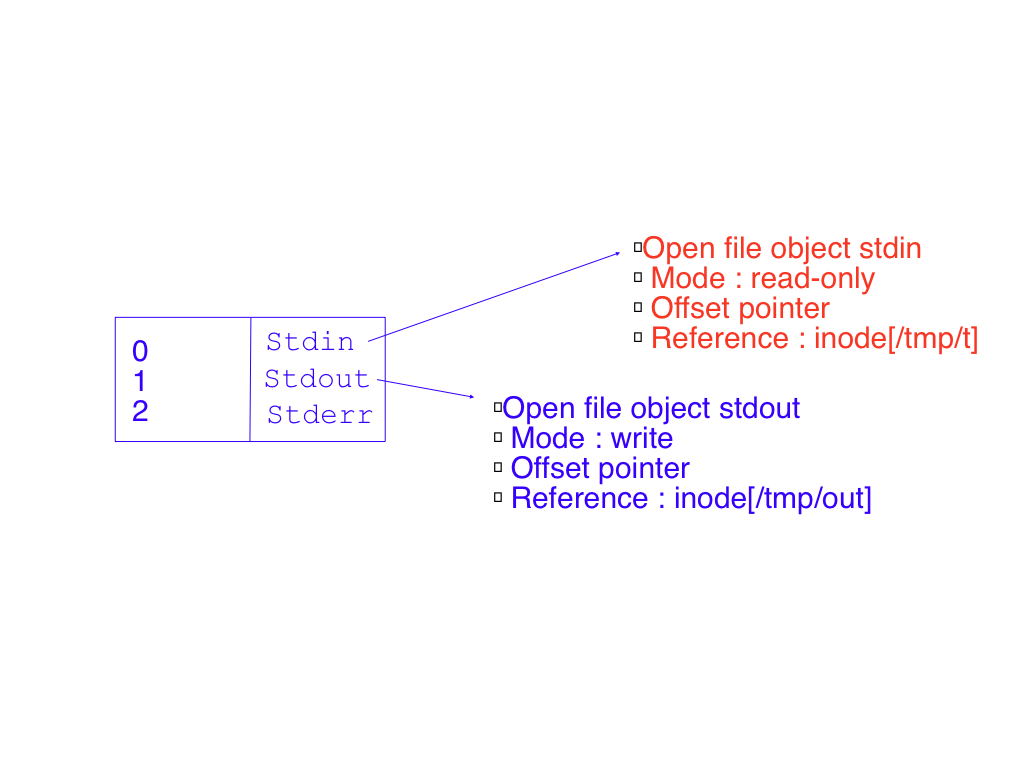 0
1
2
Stdin
Stdout
Stderr
Open file object stdin
Mode : read-only
Offset pointer
Reference : inode[/tmp/t]
Open file object stdout
Mode : write
Offset pointer
Reference : inode[/tmp/out]